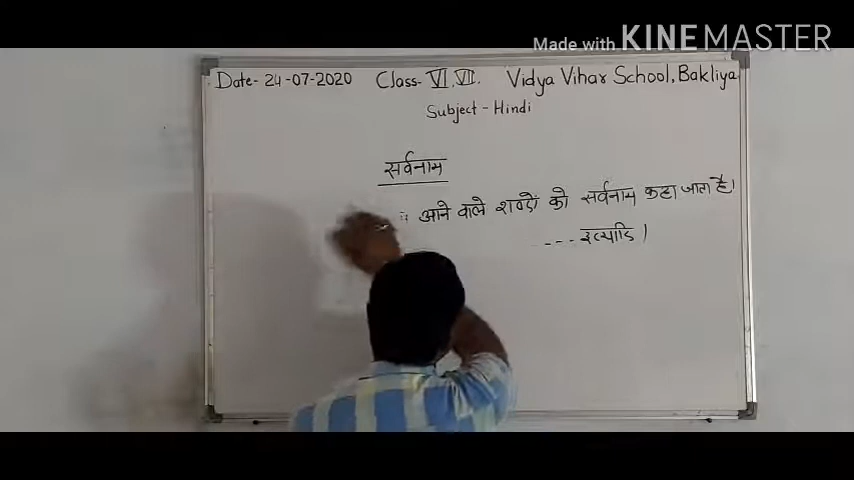 Made with KINEMASTER
Date- 24-07-2020 Class- VI, VII. Vidya Vihar School, Bakliya
Subject - Hindi
सर्वनाम
आने वाले शब्दों को सर्वनाम कहा जाता है।
---- इत्यादि।